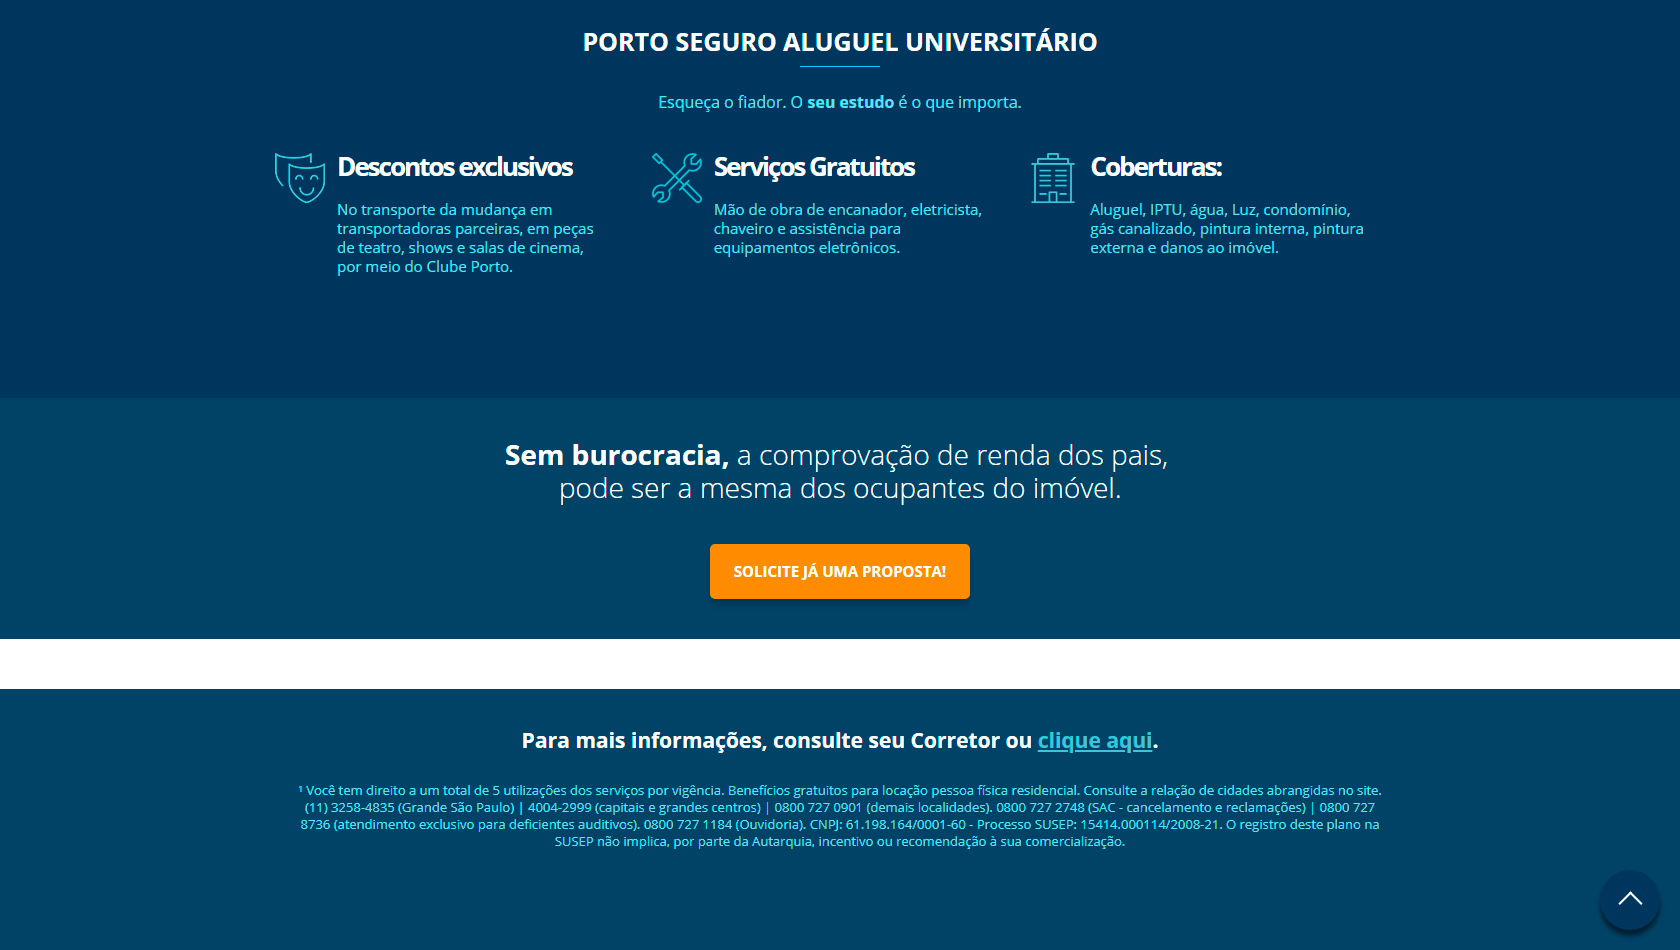 PORTO SEGURO ALUGUEL UNIVERSITÁRIO
Esqueça o fiador. O seu estudo é o que importa.
Descontos exclusivos
No transporte da mudança em
transportadoras parceiras, em peças
de teatro, shows e salas de cinema,
por meio do Clube Porto.
Serviços Gratuitos
Mão de obra de encanador, eletricista,
chaveiro e assistência para
equipamentos eletrônicos.
Coberturas:
Aluguel, IPTU, água, Luz, condomínio,
gás canalizado, pintura interna, pintura
externa e danos ao imóvel.
Sem burocracia, a comprovação de renda dos pais,
pode ser a mesma dos ocupantes do imóvel.
SOLICITE JÁ UMA PROPOSTA!
Para mais informações, consulte seu Corretor ou clique aqui.
¹ Você tem direito a um total de 5 utilizações dos serviços por vigência. Benefícios gratuitos para locação pessoa física residencial. Consulte a relação de cidades abrangidas no site.
(11) 3258-4835 (Grande São Paulo) | 4004-2999 (capitais e grandes centros) | 0800 727 0901 (demais localidades). 0800 727 2748 (SAC - cancelamento e reclamações) | 0800 727
8736 (atendimento exclusivo para deficientes auditivos). 0800 727 1184 (Ouvidoria). CNPJ: 61.198.164/0001-60 - Processo SUSEP: 15414.000114/2008-21. O registro deste plano na
SUSEP não implica, por parte da Autarquia, incentivo ou recomendação à sua comercialização.